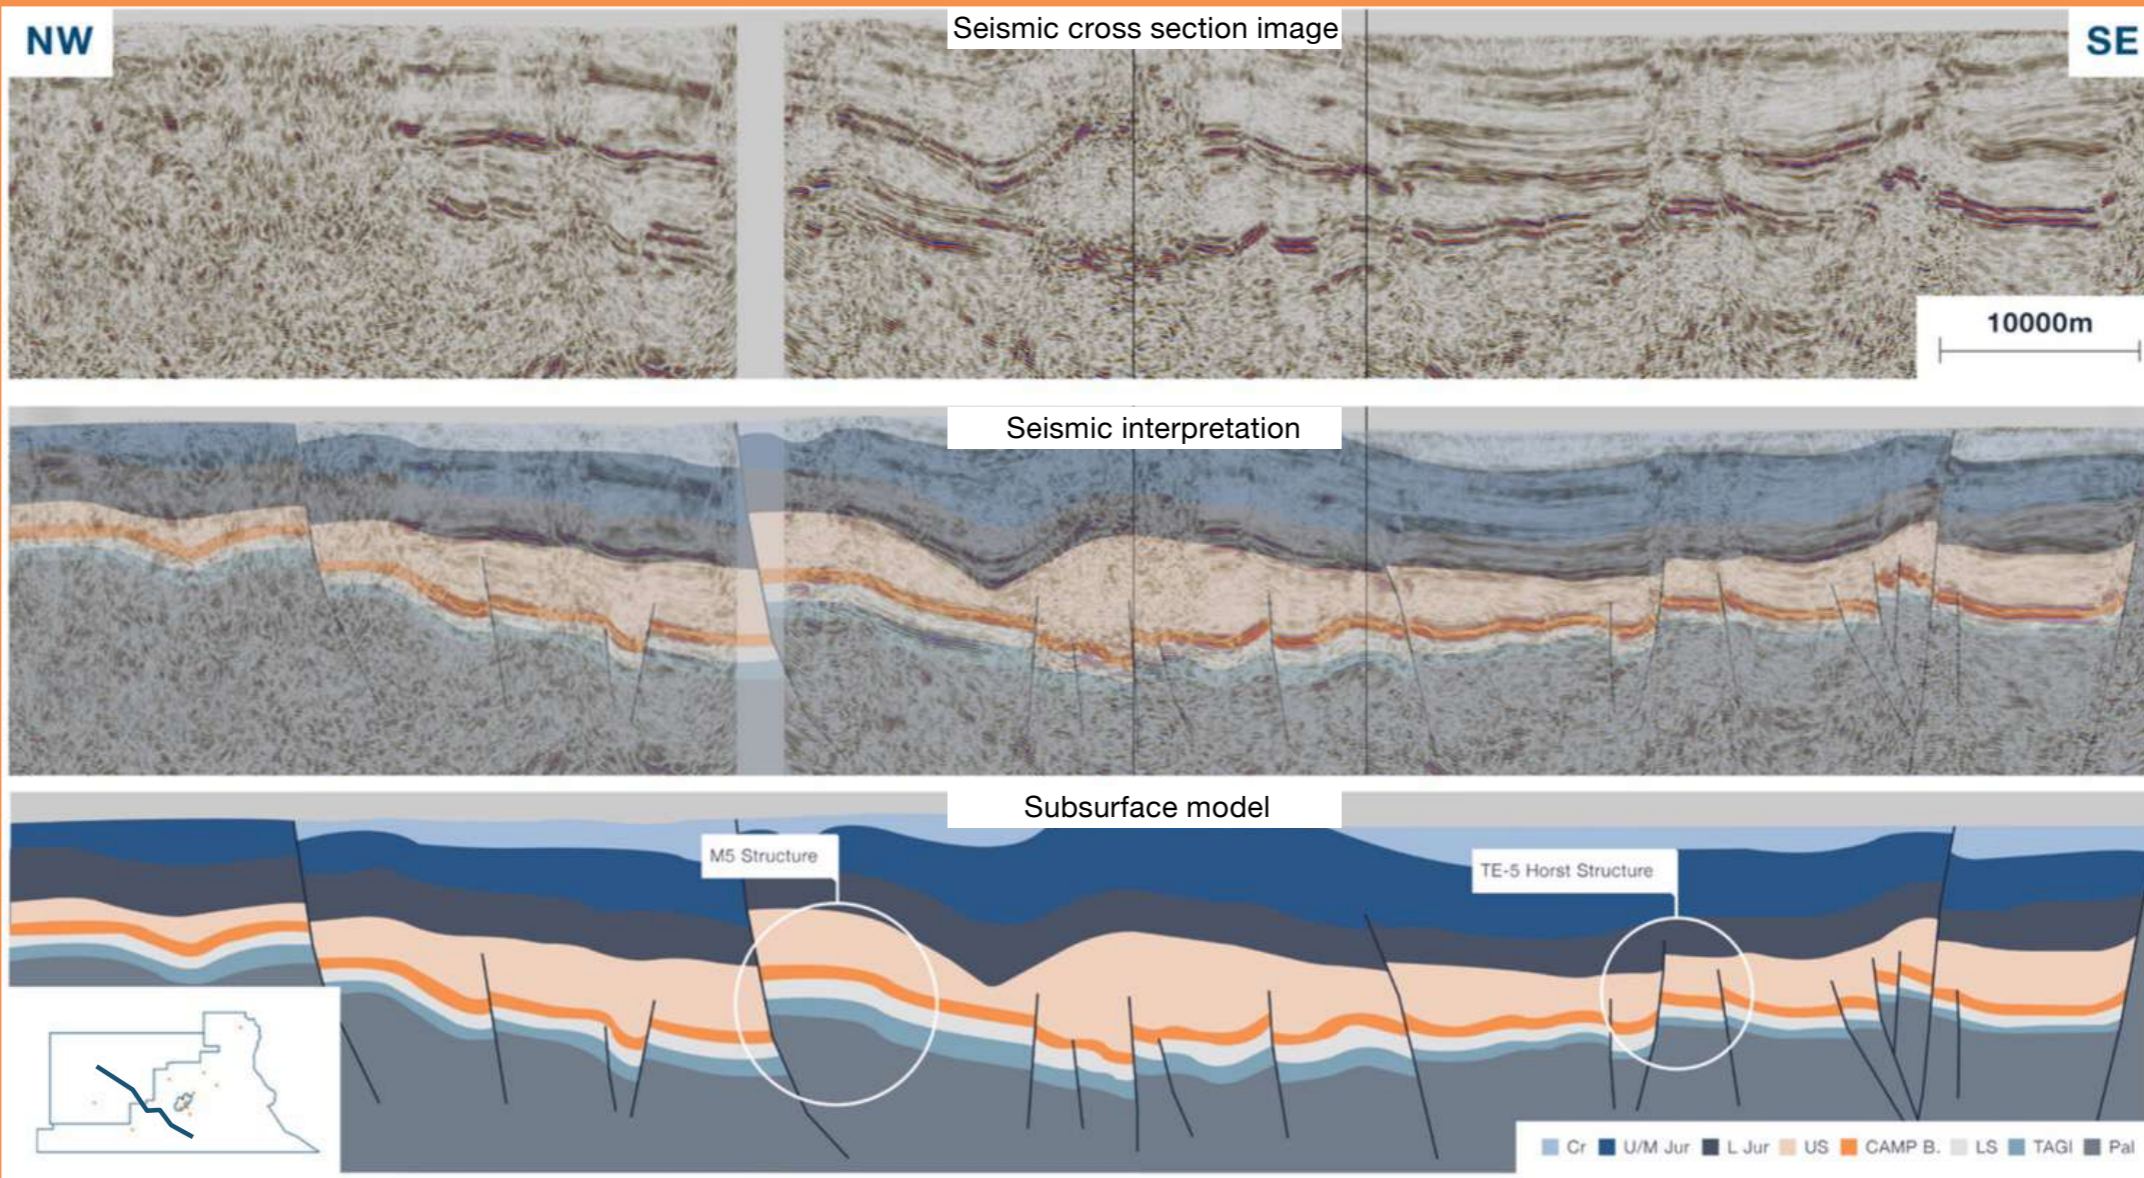 NW
Seismic cross section image
SE
10000m
Seismic interpretation
Subsurface model
M5 Structure
TE-5 Horst Structure
Cr U/M Jur L Jur US CAMP B. LS TAGI Pal